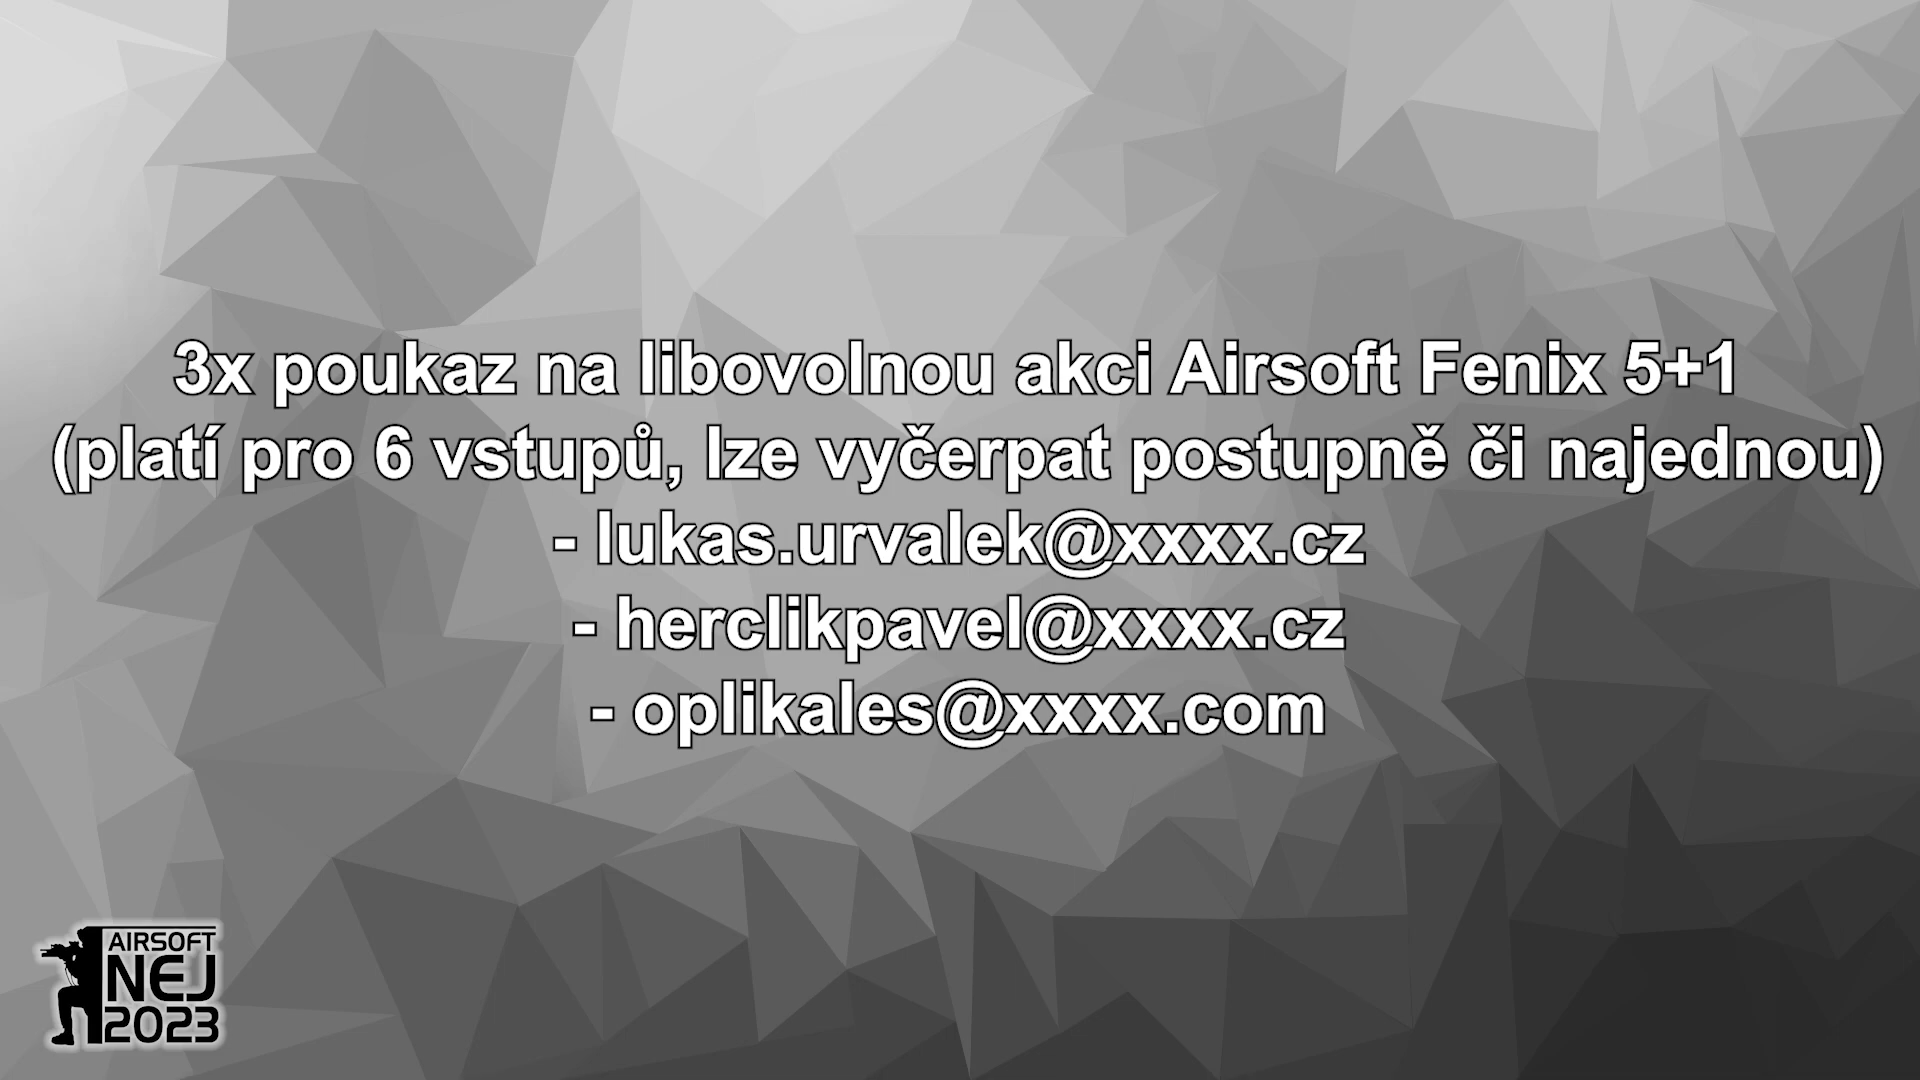 3x poukaz na libovolnou akci Airsoft Fenix 5+1
(platí pro 6 vstupů, lze vyčerpat postupně či najednou)
- lukas.urvalek@xxxx.cz
- herclikpavel@xxxx.cz
- oplikales@xxxx.com
AIRSOFT
NEJ
2023